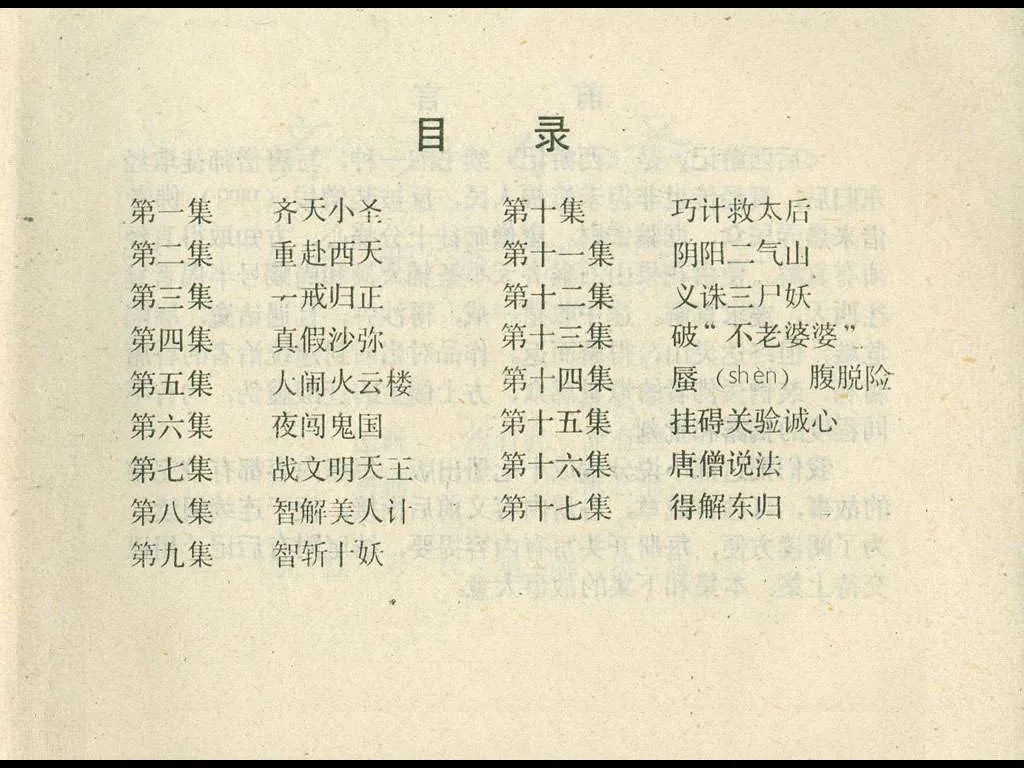 目 录
第一集 齐天小圣
第二集 重赴西天
第三集 一戒归正
第四集 真假沙弥
第五集 大闹火云楼
第六集 夜闯鬼国
第七集 战文明天王
第八集 智解美人计
第九集 智斩十妖
第十集 巧计救太后
第十一集 阴阳二气山
第十二集 义诛三尸妖
第十三集 破“不老婆婆”
第十四集 蜃（shèn）腹脱险
第十五集 挂碍关验诚心
第十六集 唐僧说法
第十七集 得解东归